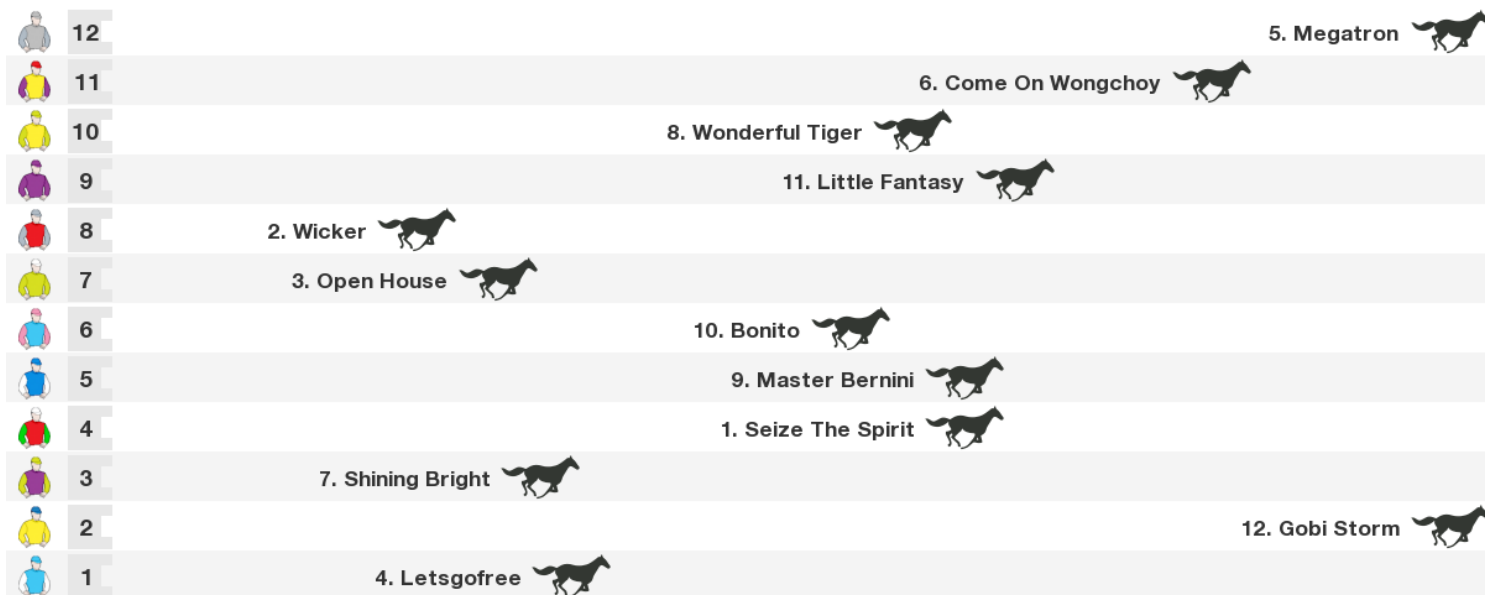 12 5. Megatron
11 6. Come On Wongchoy
10 8. Wonderful Tiger
9 11. Little Fantasy
8 2. Wicker
7 3. Open House
6 10. Bonito
5 9. Master Bernini
4 1. Seize The Spirit
3 7. Shining Bright
2 12. Gobi Storm
1 4. Letsgofree